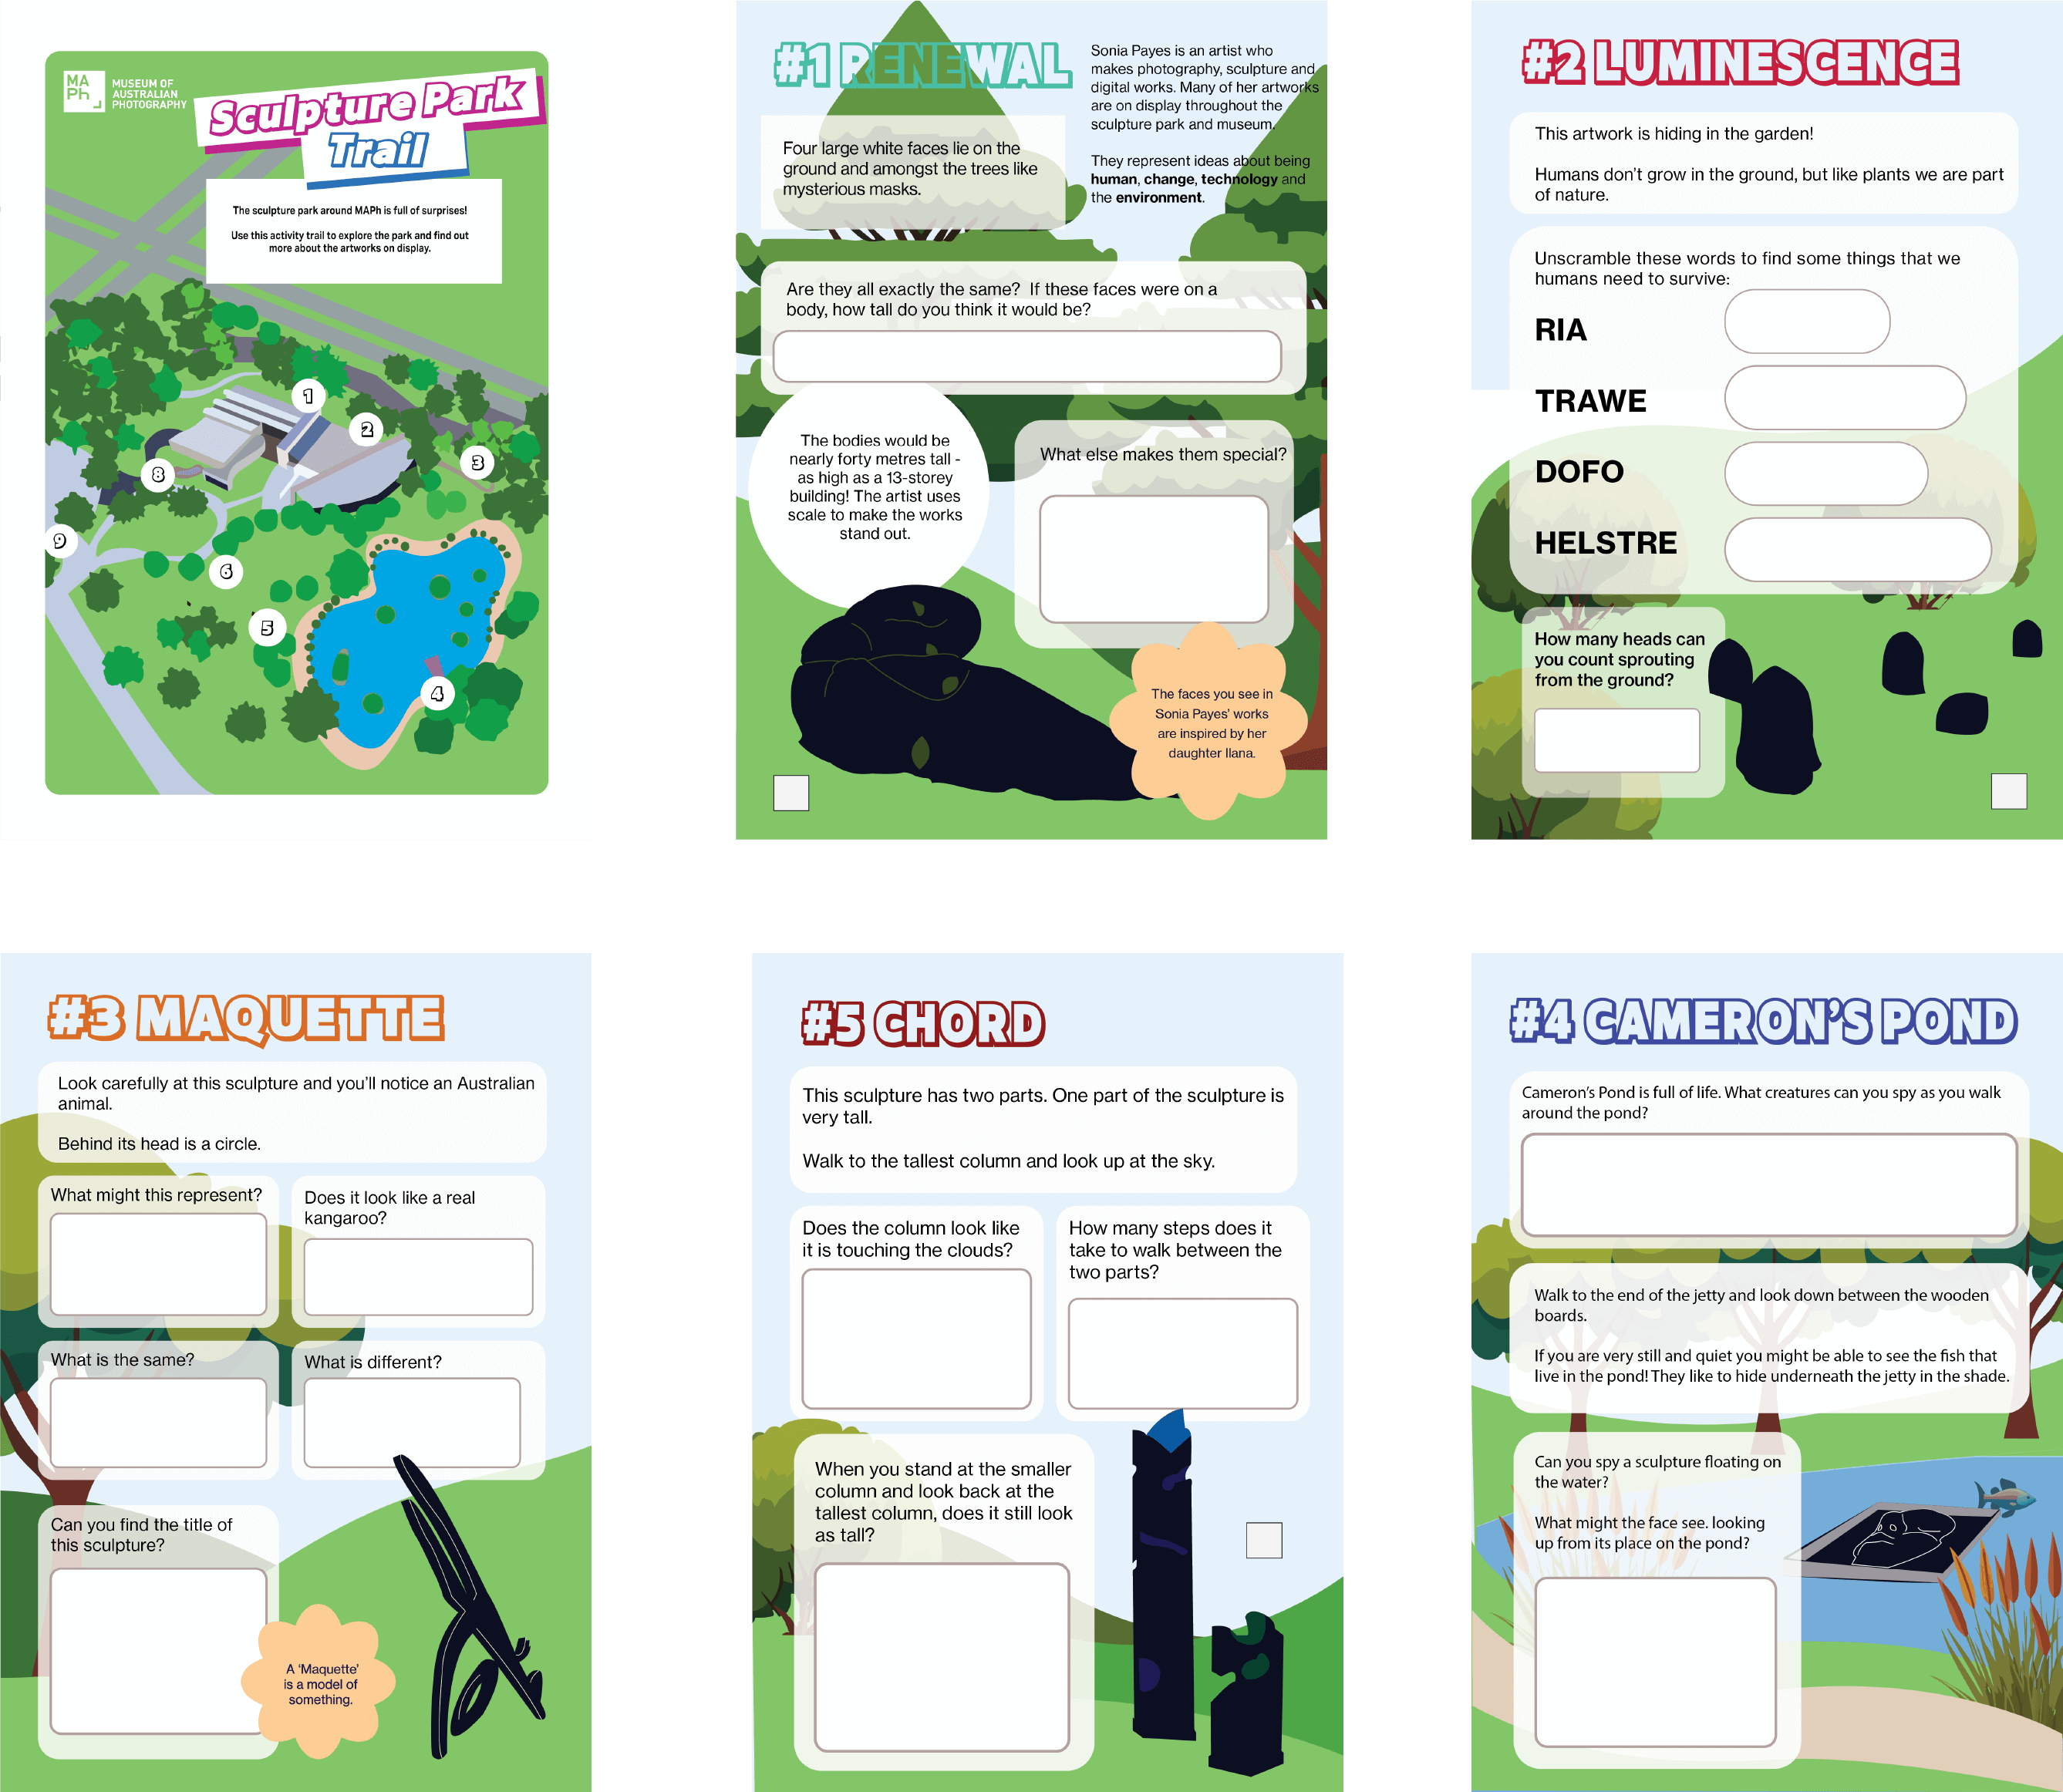 MA
Ph
MUSEUM OF
AUSTRALIAN
PHOTOGRAPHY
Sculpture Park
Trail
The sculpture park around MAPh is full of surprises!
Use this activity trail to explore the park and find out
more about the artworks on display.
1
2
3
8
9
6
5
4
#1 RENEWAL
Sonia Payes is an artist who
makes photography, sculpture and
digital works. Many of her artworks
are on display throughout the
sculpture park and museum.
They represent ideas about being
human, change, technology and
the environment.
Four large white faces lie on the
ground and amongst the trees like
mysterious masks.
Are they all exactly the same? If these faces were on a
body, how tall do you think it would be?
The bodies would be
nearly forty metres tall -
as high as a 13-storey
building! The artist uses
scale to make the works
stand out.
What else makes them special?
The faces you see in
Sonia Payes' works
are inspired by her
daughter Ilana.
#2 LUMINESCENCE
This artwork is hiding in the garden!
Humans don't grow in the ground, but like plants we are part
of nature.
Unscramble these words to find some things that we
humans need to survive:
RIA
TRAWE
DOFO
HELSTRE
How many heads can
you count sprouting
from the ground?
#3 MAQUETTE
Look carefully at this sculpture and you'll notice an Australian
animal.
Behind its head is a circle.
What might this represent?
Does it look like a real
kangaroo?
What is the same?
What is different?
Can you find the title of
this sculpture?
A 'Maquette'
is a model of
something.
#5 CHORD
This sculpture has two parts. One part of the sculpture is
very tall.
Walk to the tallest column and look up at the sky.
Does the column look like
it is touching the clouds?
How many steps does it
take to walk between the
two parts?
When you stand at the smaller
column and look back at the
tallest column, does it still look
as tall?
#4 CAMERON'S POND
Cameron's Pond is full of life. What creatures can you spy as you walk
around the pond?
Walk to the end of the jetty and look down between the wooden
boards.
If you are very still and quiet you might be able to see the fish that
live in the pond! They like to hide underneath the jetty in the shade.
Can you spy a sculpture floating on
the water?
What might the face see. looking
up from its place on the pond?